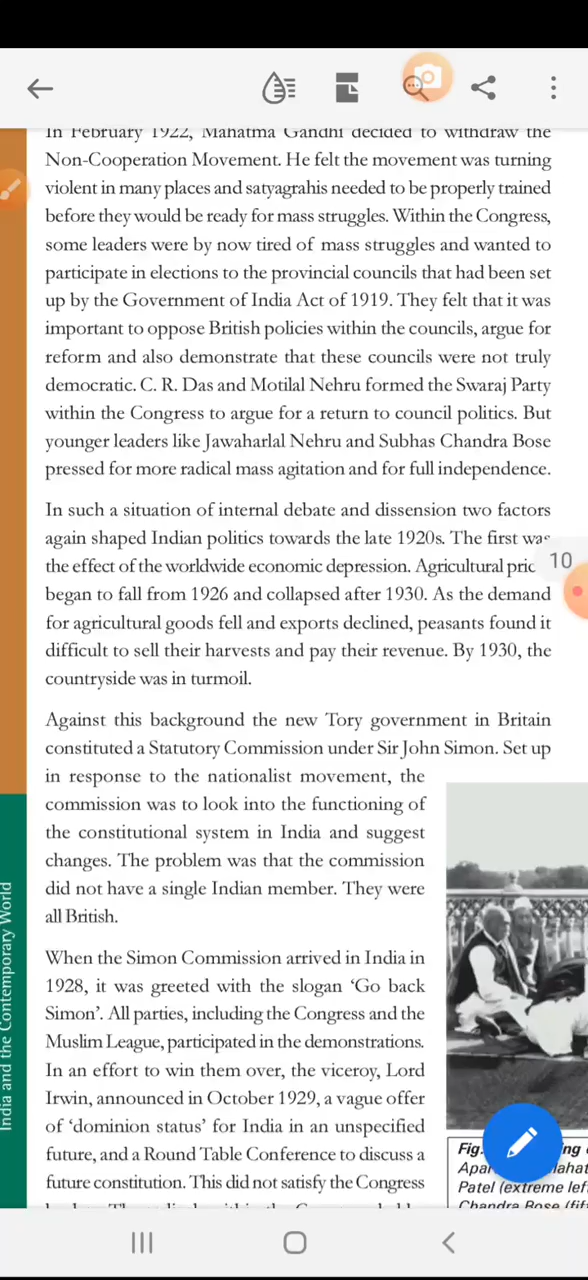 In February 1922, Mahatma Gandhi decided to withdraw the
Non-Cooperation Movement. He felt the movement was turning
violent in many places and satyagrahis needed to be properly trained
before they would be ready for mass struggles. Within the Congress,
some leaders were by now tired of mass struggles and wanted to
participate in elections to the provincial councils that had been set
up by the Government of India Act of 1919. They felt that it was
important to oppose British policies within the councils, argue for
reform and also demonstrate that these councils were not truly
democratic. C. R. Das and Motilal Nehru formed the Swaraj Party
within the Congress to argue for a return to council politics. But
younger leaders like Jawaharlal Nehru and Subhas Chandra Bose
pressed for more radical mass agitation and for full independence.
In such a situation of internal debate and dissension two factors
again shaped Indian politics towards the late 1920s. The first was
the effect of the worldwide economic depression. Agricultural pric
10
began to fall from 1926 and collapsed after 1930. As the demand
for agricultural goods fell and exports declined, peasants found it
difficult to sell their harvests and pay their revenue. By 1930, the
countryside was in turmoil.
Against this background the new Tory government in Britain
constituted a Statutory Commission under Sir John Simon. Set up
in response to the nationalist movement, the
commission was to look into the functioning of
the constitutional system in India and suggest
changes. The problem was that the commission
did not have a single Indian member. They were
all British.
When the Simon Commission arrived in India in
1928, it was greeted with the slogan ‘Go back
Simon’. All parties, including the Congress and the
Muslim League, participated in the demonstrations.
In an effort to win them over, the viceroy, Lord
Irwin, announced in October 1929, a vague offer
of ‘dominion status’ for India in an unspecified
future, and a Round Table Conference to discuss a
future constitution. This did not satisfy the Congress
India and the Contemporary World
Fig. ing
Apar ahat
Patel (extreme lef
Chandra Bose (fif